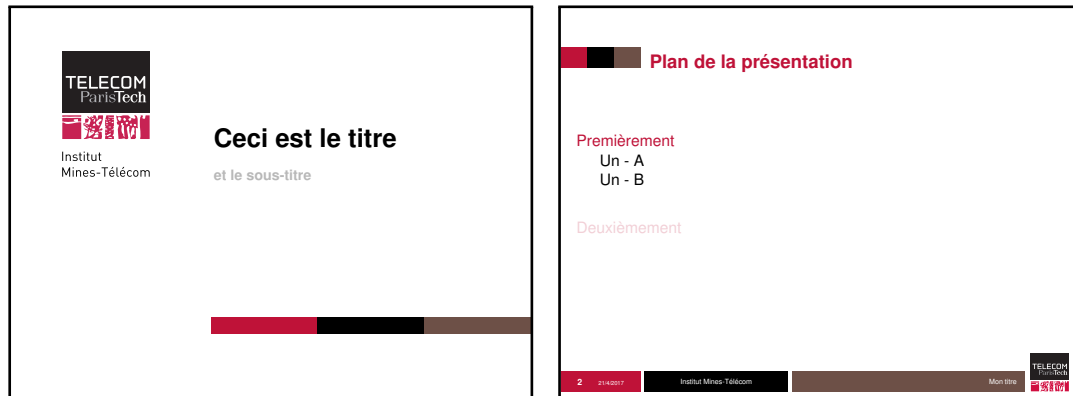 TELECOM
ParisTech
Institut
Mines-Télécom
Ceci est le titre
et le sous-titre
Plan de la présentation
Premièrement
Un - A
Un - B
Deuxièmement
2 21/4/2017 Institut Mines-Télécom Mon titre
TELECOM
ParisTech